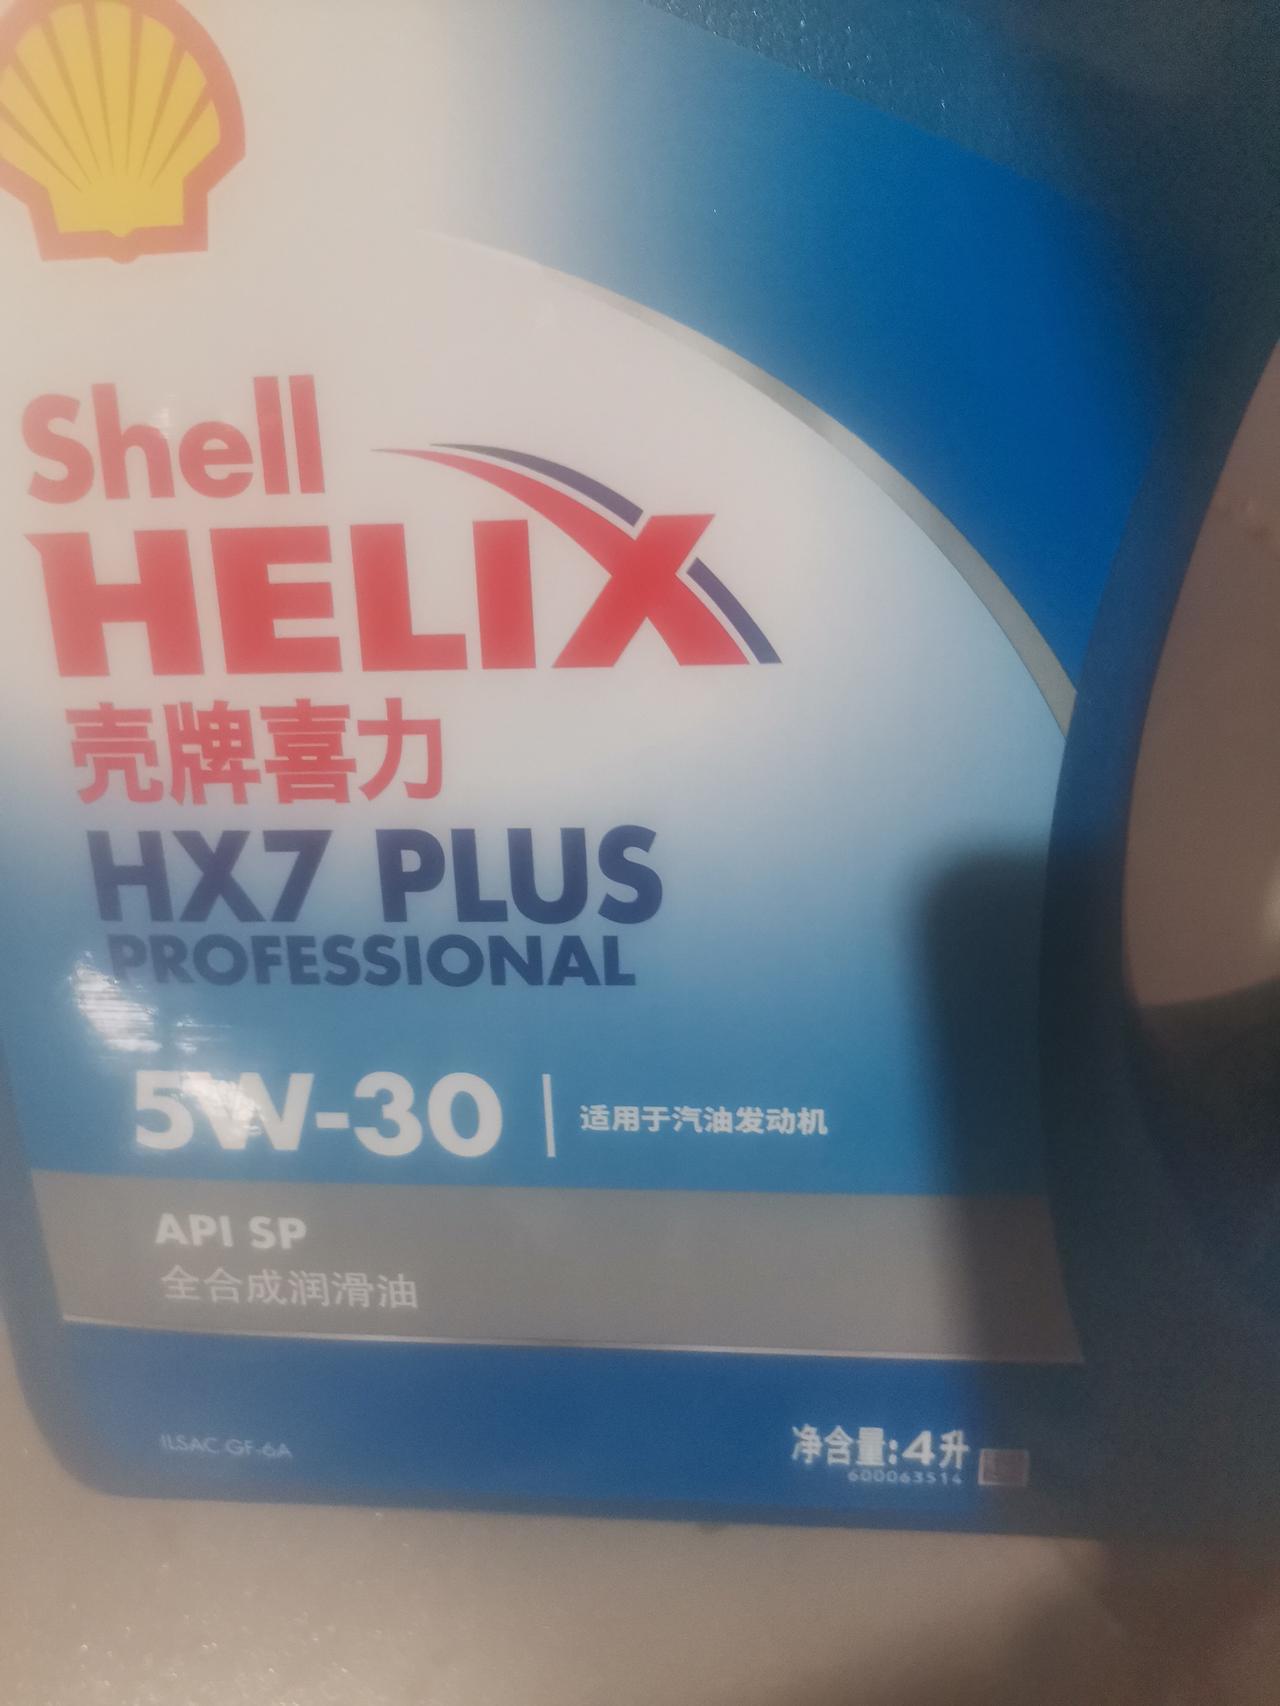 Shell
HELIX
壳牌喜力
HX7 PLUS
PROFESSIONAL
5W-30 | 适用于汽油发动机
API SP
全合成润滑油
ILSAC GF-6A
净含量:4升
600063514